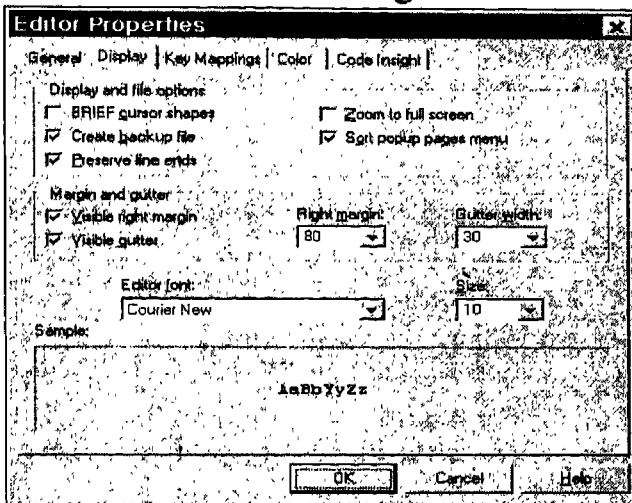 Editor Properties
General Display Key Mappings Color Code Insight
Display and file options
BRIEF cursor shapes
Zoom to full screen
Create backup file
Sort popup pages menu
Preserve line ends
Margin and gutter
Visible right margin
Right margin:
Gutter width:
Visible gutter
80
30
Editor font:
Size:
Courier New
10
Sample:
AaBbYyZz
OK Cancel Help